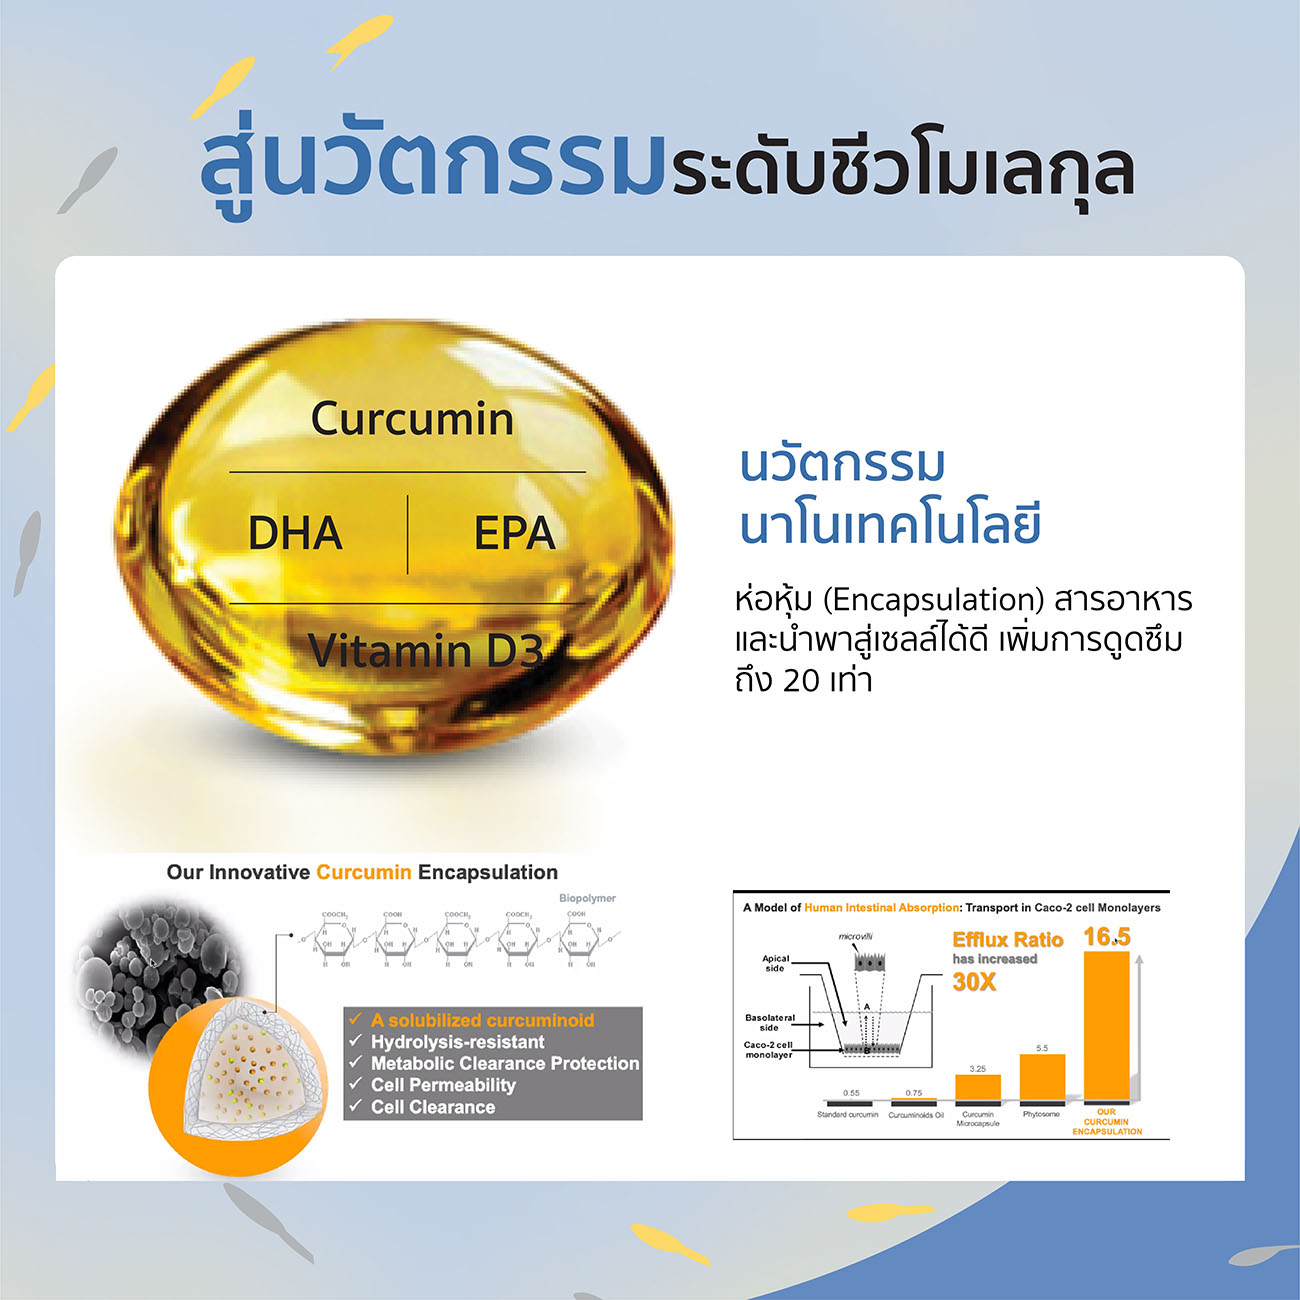 สู่นวัตกรรมระดับชีวโมเลกุล
Curcumin
DHA
EPA
Vitamin D3
นวัตกรรม
นาโนเทคโนโลยี
ห่อหุ้ม (Encapsulation) สารอาหาร
และนำพาสู่เซลล์ได้ดี เพิ่มการดูดซึม
ถึง 20 เท่า
Our Innovative Curcumin Encapsulation
Biopolymer
✓ A solubilized curcuminoid
✓ Hydrolysis-resistant
✓ Metabolic Clearance Protection
✓ Cell Permeability
✓ Cell Clearance
A Model of Human Intestinal Absorption: Transport in Caco-2 cell Monolayers
microvilli
Apical
side
A
Basolateral
side
Caco-2 cell
monolayer
B
Efflux Ratio
has increased
30X
16.5
5.5
3.25
0.75
0.55
Standard curcumin
Curcuminoids Oil
Curcumin
Microcapsule
Phytosome
OUR
CURCUMIN
ENCAPSULATION